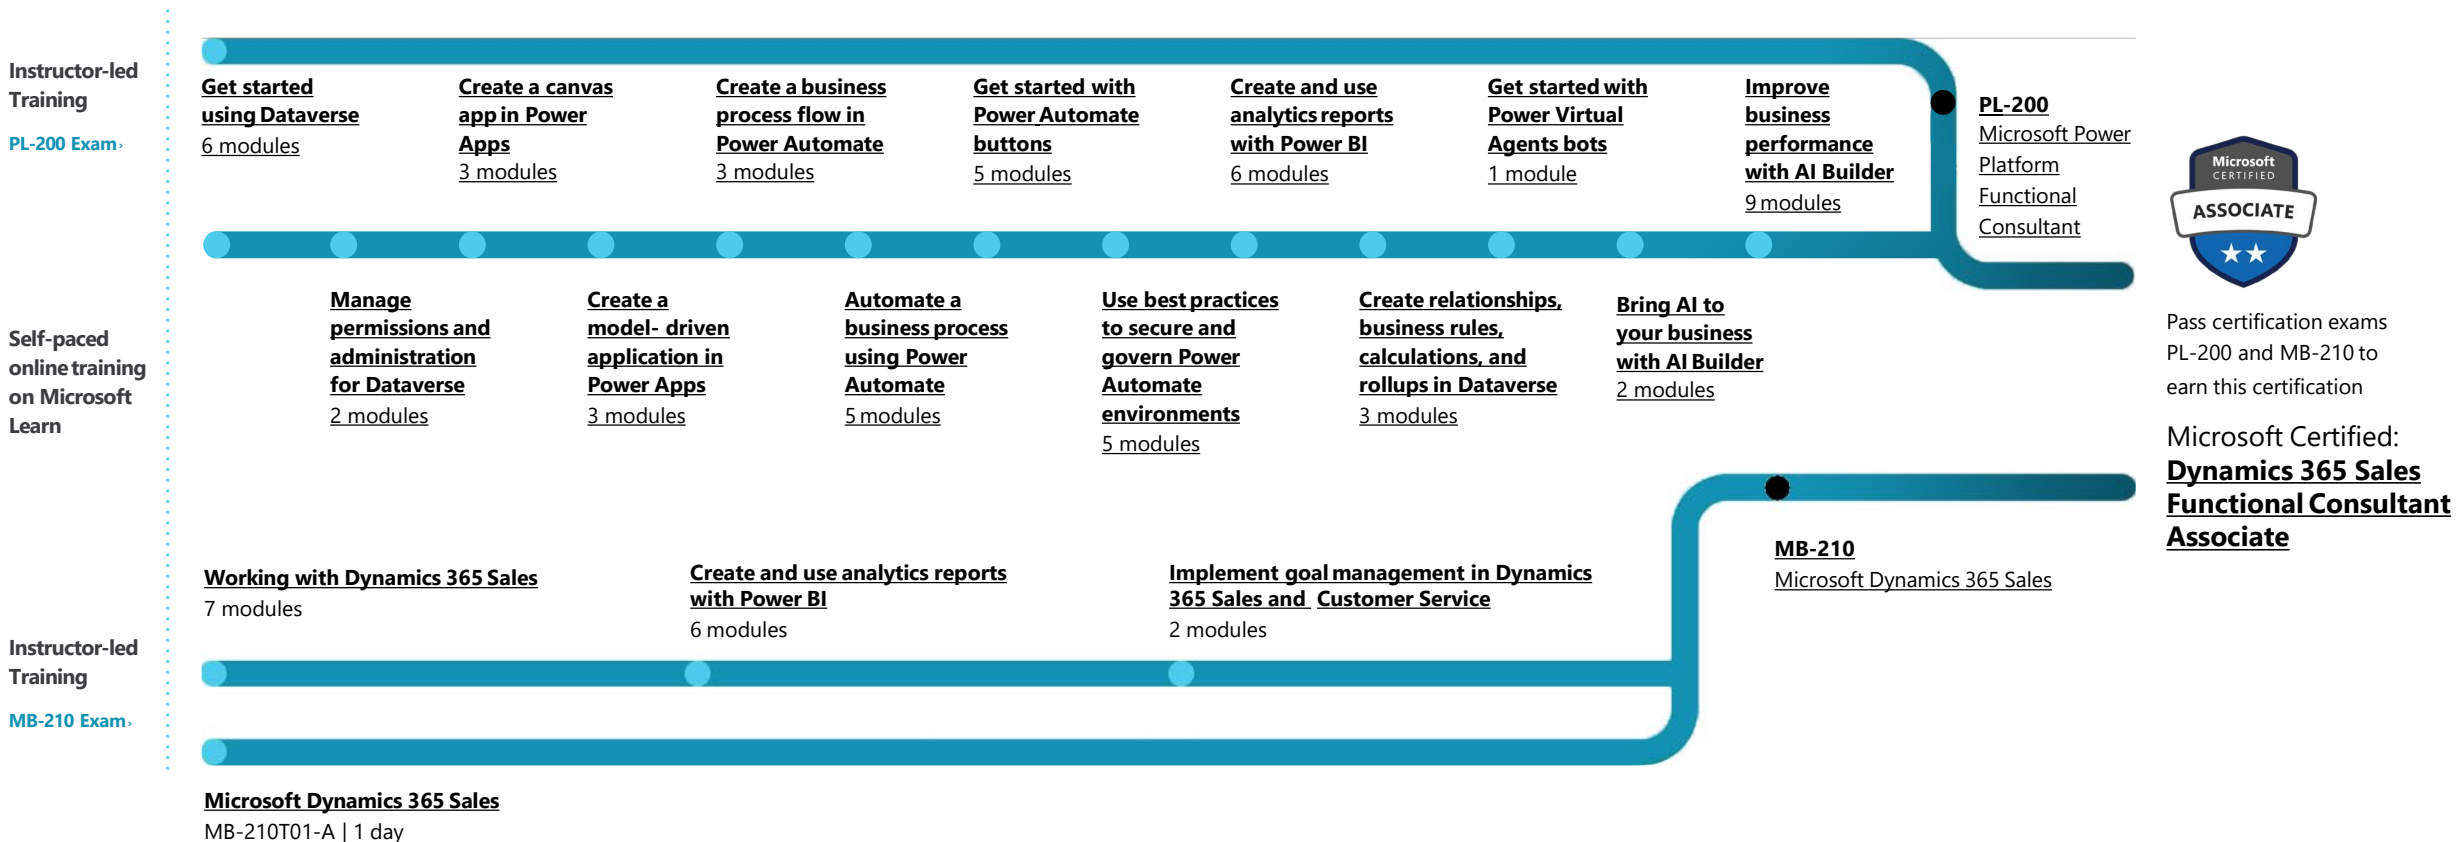 Instructor-led
Training
PL-200 Exam›
Get started
using Dataverse
6 modules
Create a canvas
app in Power
Apps
3 modules
Create a business
process flow in
Power Automate
3 modules
Get started with
Power Automate
buttons
5 modules
Create and use
analytics reports
with Power BI
6 modules
Get started with
Power Virtual
Agents bots
1 module
Improve
business
performance
with AI Builder
9 modules
PL-200
Microsoft Power
Platform
Functional
Consultant
Microsoft
CERTIFIED
ASSOCIATE
Self-paced
online training
on Microsoft
Learn
Manage
permissions and
administration
for Dataverse
2 modules
Create a
model- driven
application in
Power Apps
3 modules
Automate a
business process
using Power
Automate
5 modules
Use best practices
to secure and
govern Power
Automate
environments
5 modules
Create relationships,
business rules,
calculations, and
rollups in Dataverse
3 modules
Bring AI to
your business
with AI Builder
2 modules
Pass certification exams
PL-200 and MB-210 to
earn this certification
Microsoft Certified:
Dynamics 365 Sales
Functional Consultant
Associate
Working with Dynamics 365 Sales
7 modules
Create and use analytics reports
with Power BI
6 modules
Implement goal management in Dynamics
365 Sales and Customer Service
2 modules
MB-210
Microsoft Dynamics 365 Sales
Instructor-led
Training
MB-210 Exam›
Microsoft Dynamics 365 Sales
MB-210T01-A | 1 day